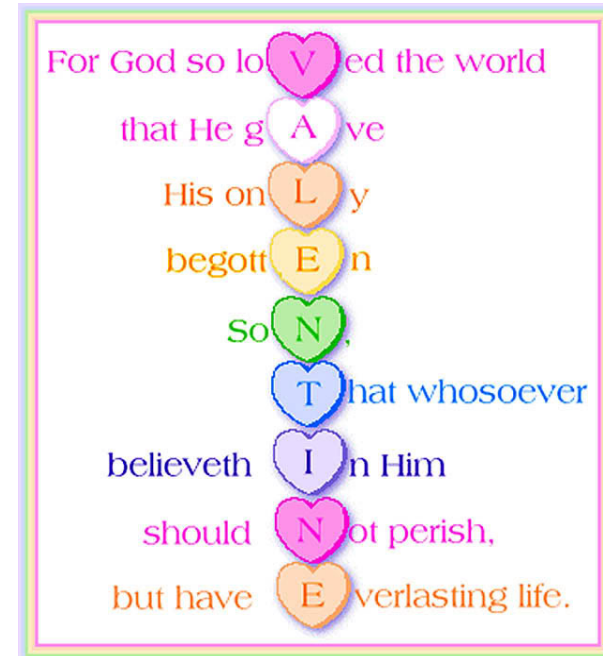 For God so loVed the world
that He gAve
His onLy
begottEn
SoN,
That whosoever
believeth In Him
should Not perish,
but have Everlasting life.